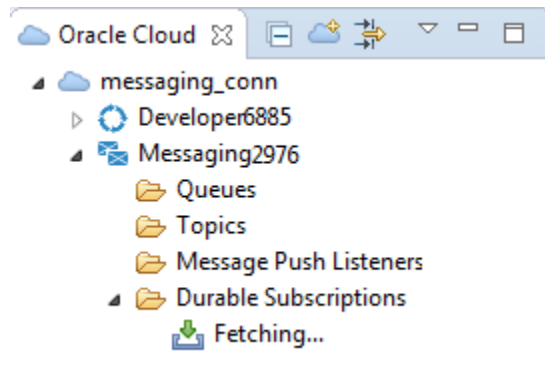 Oracle Cloud
messaging_conn
Developer6885
Messaging2976
Queues
Topics
Message Push Listeners
Durable Subscriptions
Fetching...